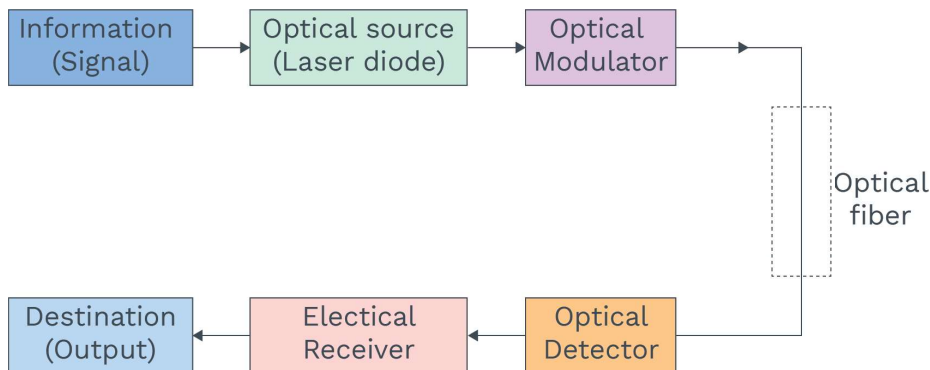 Information
(Signal)
Optical source
(Laser diode)
Optical
Modulator
Optical
fiber
Destination
(Output)
Electical
Receiver
Optical
Detector